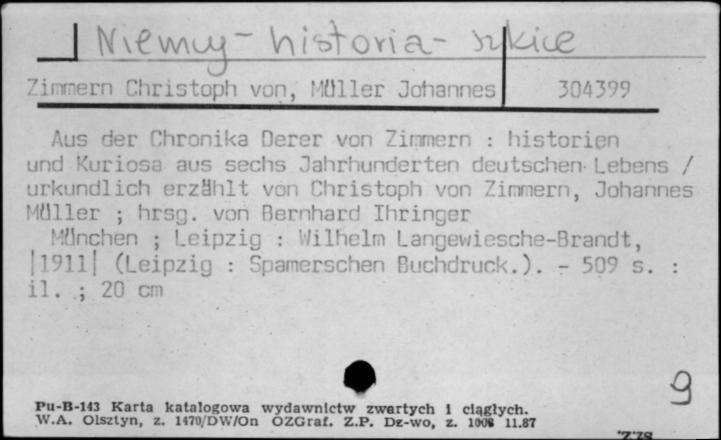 Niemcy - historia - szkice
Zimmern Christoph von, Müller Johannes 304399
Aus der Chronika Derer von Zimmern : historien
und Kuriosa aus sechs Jahrhunderten deutschen Lebens /
urkundlich erzählt von Christoph von Zimmern, Johannes
Müller ; hrsg. von Bernhard Ihringer
München ; Leipzig : Wilhelm Langewiesche-Brandt,
|1911| (Leipzig : Spamerschen Buchdruck.). - 509 s. :
il. ; 20 cm
9
Pu-B-143 Karta katalogowa wydawnictw zwartych i ciągłych.
W.A. Olsztyn, z. 1470/DW/On OZGraf. Z.P. Dz-wo, z. 1008 11.87